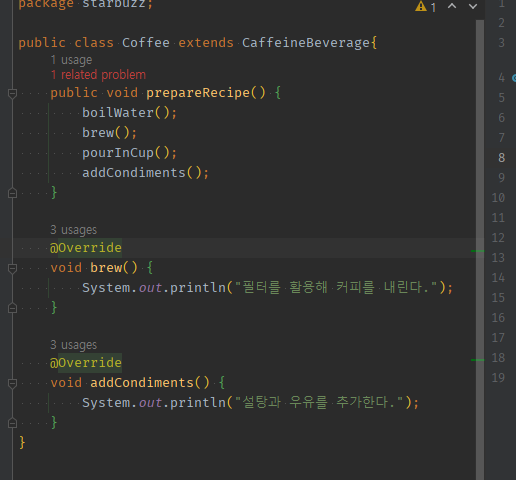 package starbuzz;
1
1
2
public class Coffee extends CaffeineBeverage{
3
1 usage
1 related problem
4
public void prepareRecipe() {
5
boilWater();
6
brew();
7
pourInCup();
8
addCondiments();
9
}
10
11
3 usages
12
@Override
13
void brew() {
14
System.out.println("필터를 활용해 커피를 내린다.");
15
}
16
17
3 usages
18
@Override
19
void addCondiments() {
System.out.println("설탕과 우유를 추가한다.");
}
}